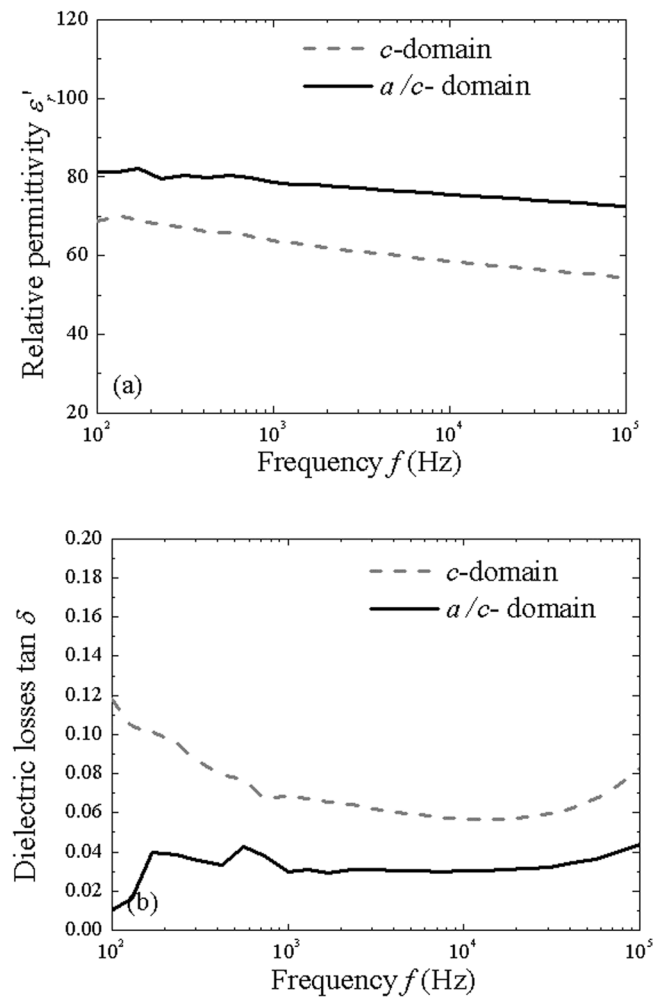 120
100
80
60
40
20
Relative permittivity εr'
c-domain
a/c- domain
(a)
10² 10³ 10⁴ 10⁵
Frequency f (Hz)
0.20
0.18
0.16
0.14
0.12
0.10
0.08
0.06
0.04
0.02
0.00
Dielectric losses tan δ
c-domain
a/c- domain
(b)
10² 10³ 10⁴ 10⁵
Frequency f (Hz)